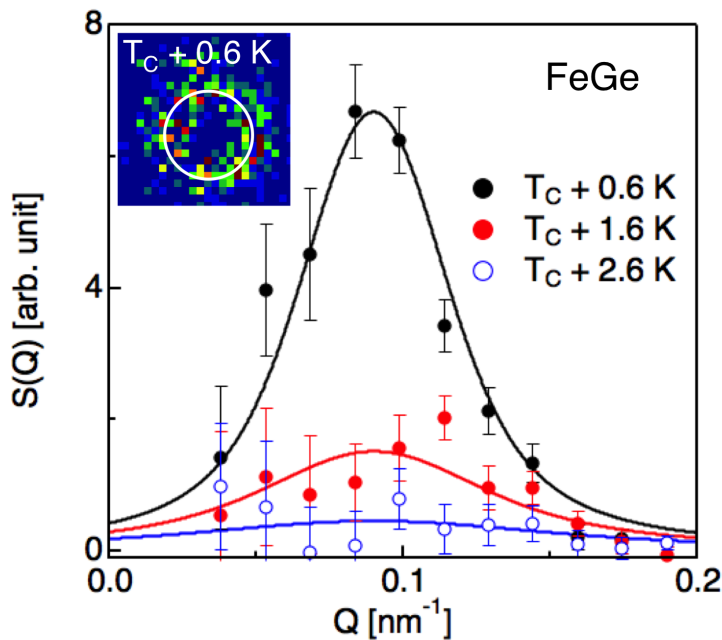 8
T_C + 0.6 K
FeGe
T_C + 0.6 K
T_C + 1.6 K
T_C + 2.6 K
4
S(Q) [arb. unit]
0
0.0
0.1
0.2
Q [nm⁻¹]